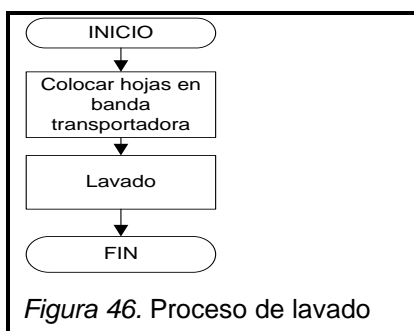 INICIO
Colocar hojas en
banda
transportadora
Lavado
FIN
Figura 46. Proceso de lavado